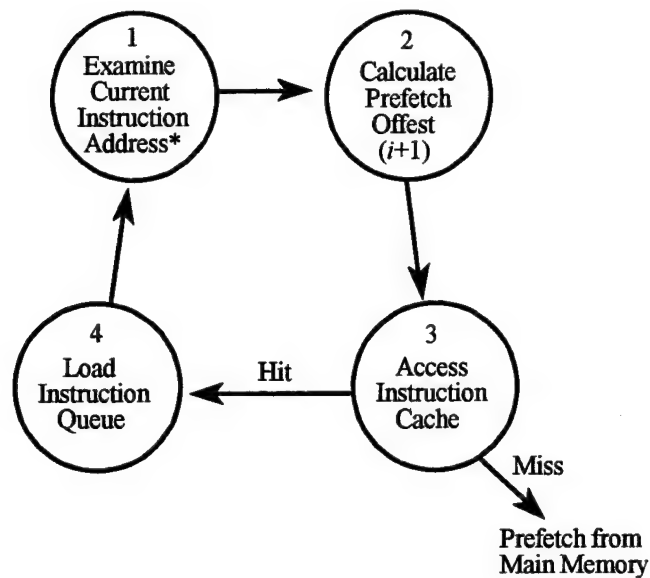 1
Examine
Current
Instruction
Address*
2
Calculate
Prefetch
Offest
(i+1)
3
Access
Instruction
Cache
Hit
4
Load
Instruction
Queue
Miss
Prefetch from
Main Memory